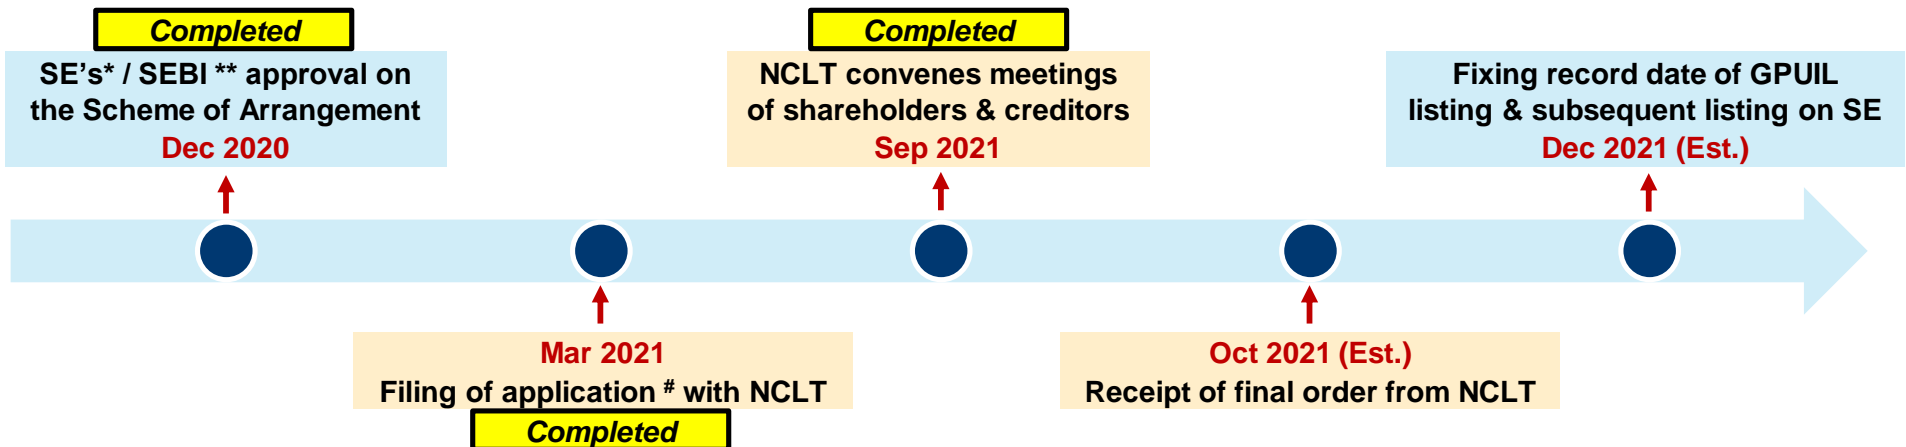 Completed
SE's* / SEBI ** approval on
the Scheme of Arrangement
Dec 2020
Mar 2021
Filing of application # with NCLT
Completed
Completed
NCLT convenes meetings
of shareholders & creditors
Sep 2021
Oct 2021 (Est.)
Receipt of final order from NCLT
Fixing record date of GPUIL
listing & subsequent listing on SE
Dec 2021 (Est.)